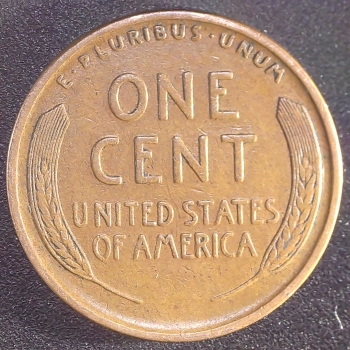 E·PLURIBUS·UNUM
ONE
CENT
UNITED STATES
OF AMERICA